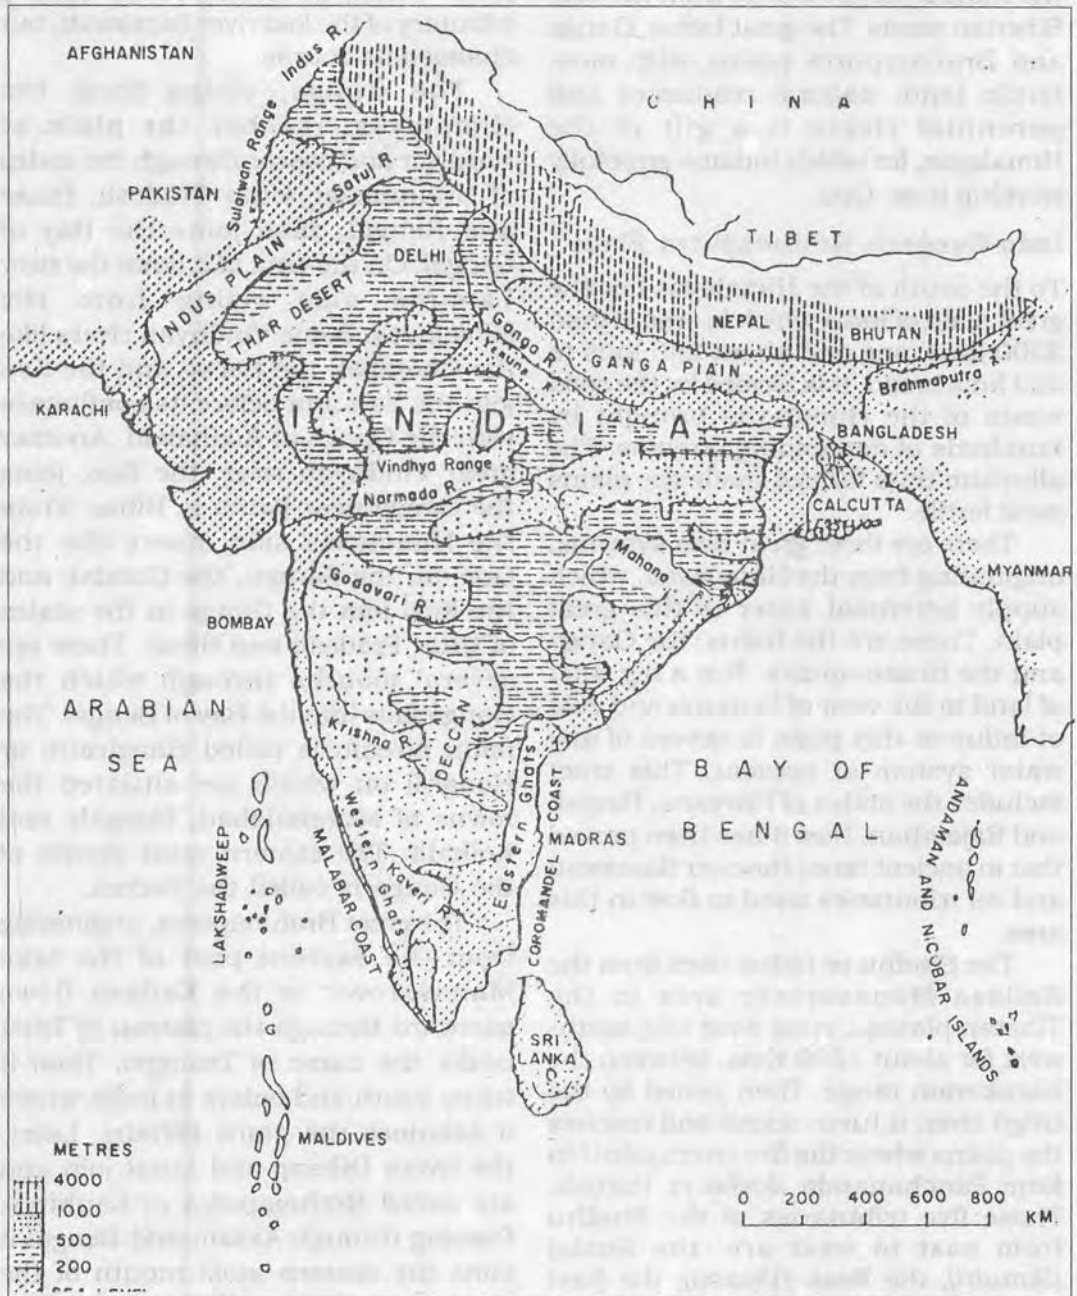 AFGHANISTAN
Indus R.
CHINA
PAKISTAN
Sulaiwan Range
Satluj R.
TIBET
INDUS PLAIN
THAR DESERT
DELHI
NEPAL
BHUTAN
Ganga R.
GANGA PLAIN
Brahmaputra
KARACHI
INDIA
BANGLADESH
Vindhya Range
Narmada R.
CALCUTTA
Mahanadi
MYANMAR
Godavari
BOMBAY
ARABIAN
SEA
Krishna
DECCAN
BAY OF
BENGAL
Western Ghats
Eastern Ghats
MALABAR COAST
COROMANDEL COAST
MADRAS
LAKSHADWEEP
ANDAMAN AND NICOBAR ISLANDS
SRI
LANKA
MALDIVES
METRES
4000
1000
500
200
SEA LEVEL
0 200 400 600 800
KM.